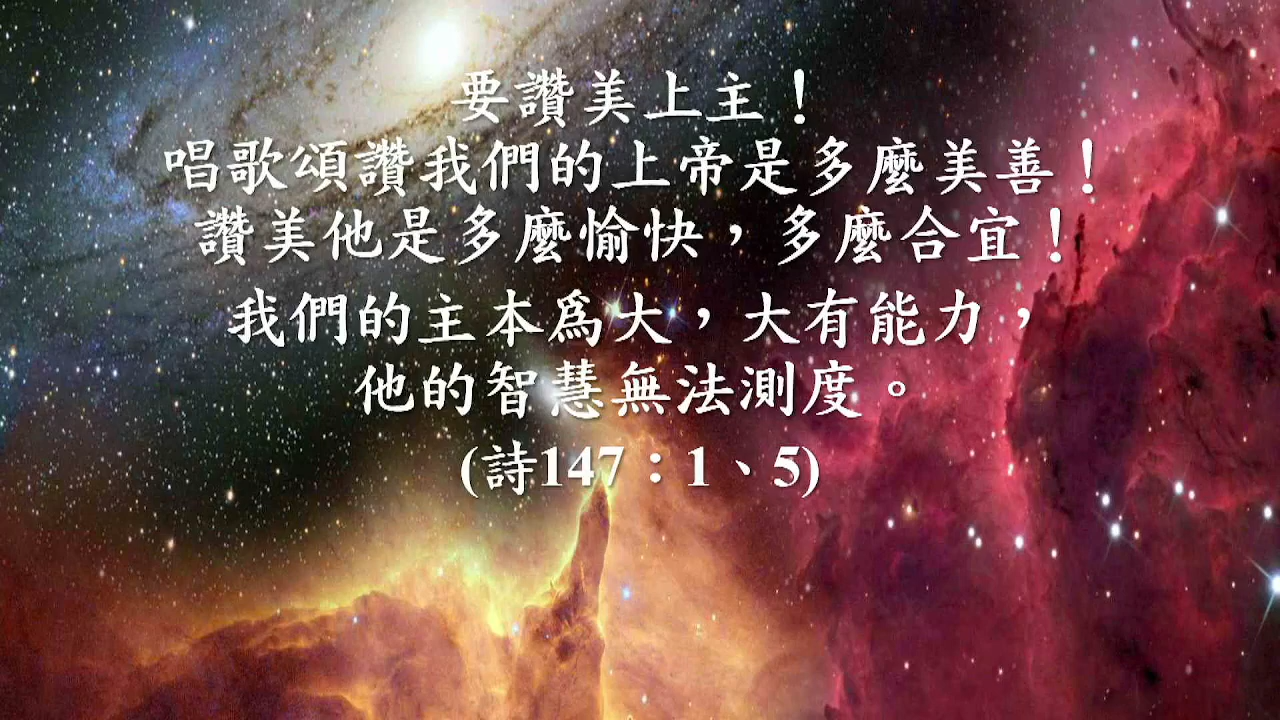 要讚美上主！
唱歌頌讚我們的上帝是多麼美善！
讚美他是多麼愉快，多麼合宜！
我們的主本為大，大有能力，
他的智慧無法測度。
(詩147：1、5)